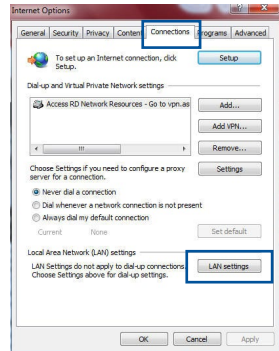 Internet Options
General Security Privacy Content Connections Programs Advanced
To set up an Internet connection, click
Setup.
Setup
Dial-up and Virtual Private Network settings
Access RD Network Resources - Go to vpn.as
Add...
Add VPN...
Remove...
Choose Settings if you need to configure a proxy
server for a connection.
Settings
Never dial a connection
Dial whenever a network connection is not present
Always dial my default connection
Current None
Set default
Local Area Network (LAN) settings
LAN Settings do not apply to dial-up connections.
Choose Settings above for dial-up settings.
LAN settings
OK Cancel Apply